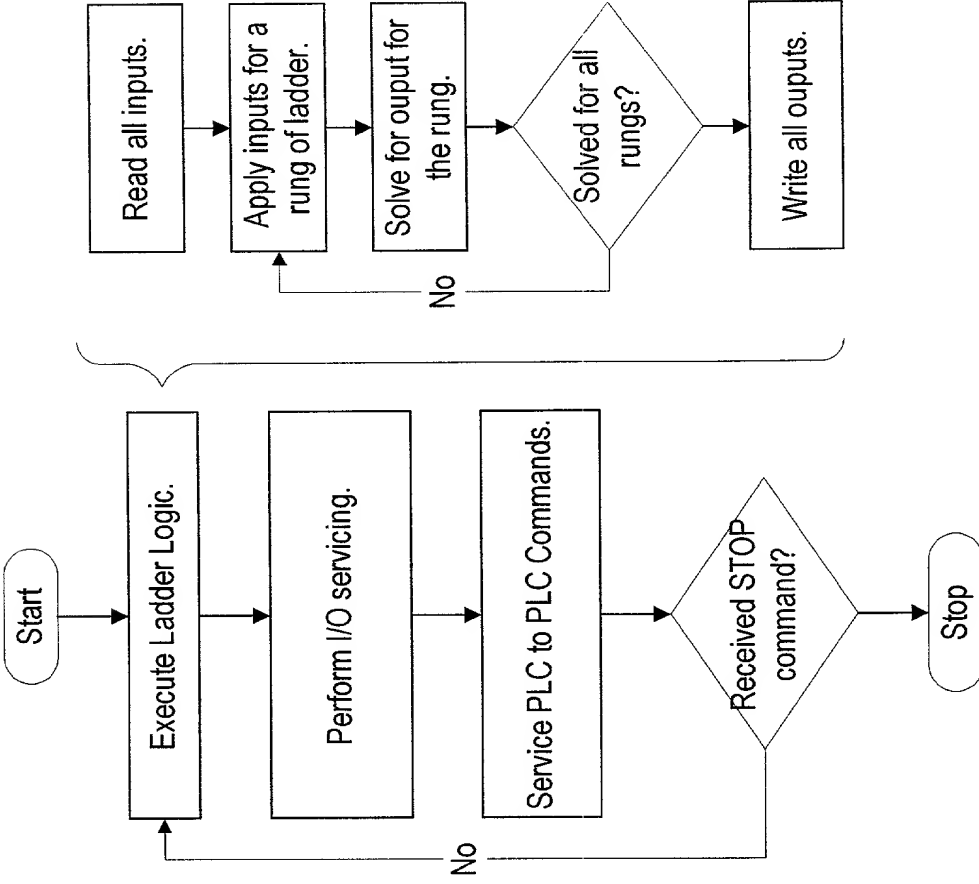 Start
Execute Ladder Logic.
Perform I/O servicing.
Service PLC to PLC Commands.
Received STOP
command?
No
Stop
Read all inputs.
Apply inputs for a
rung of ladder.
Solve for ouput for
the rung.
Solved for all
rungs?
No
Write all ouputs.